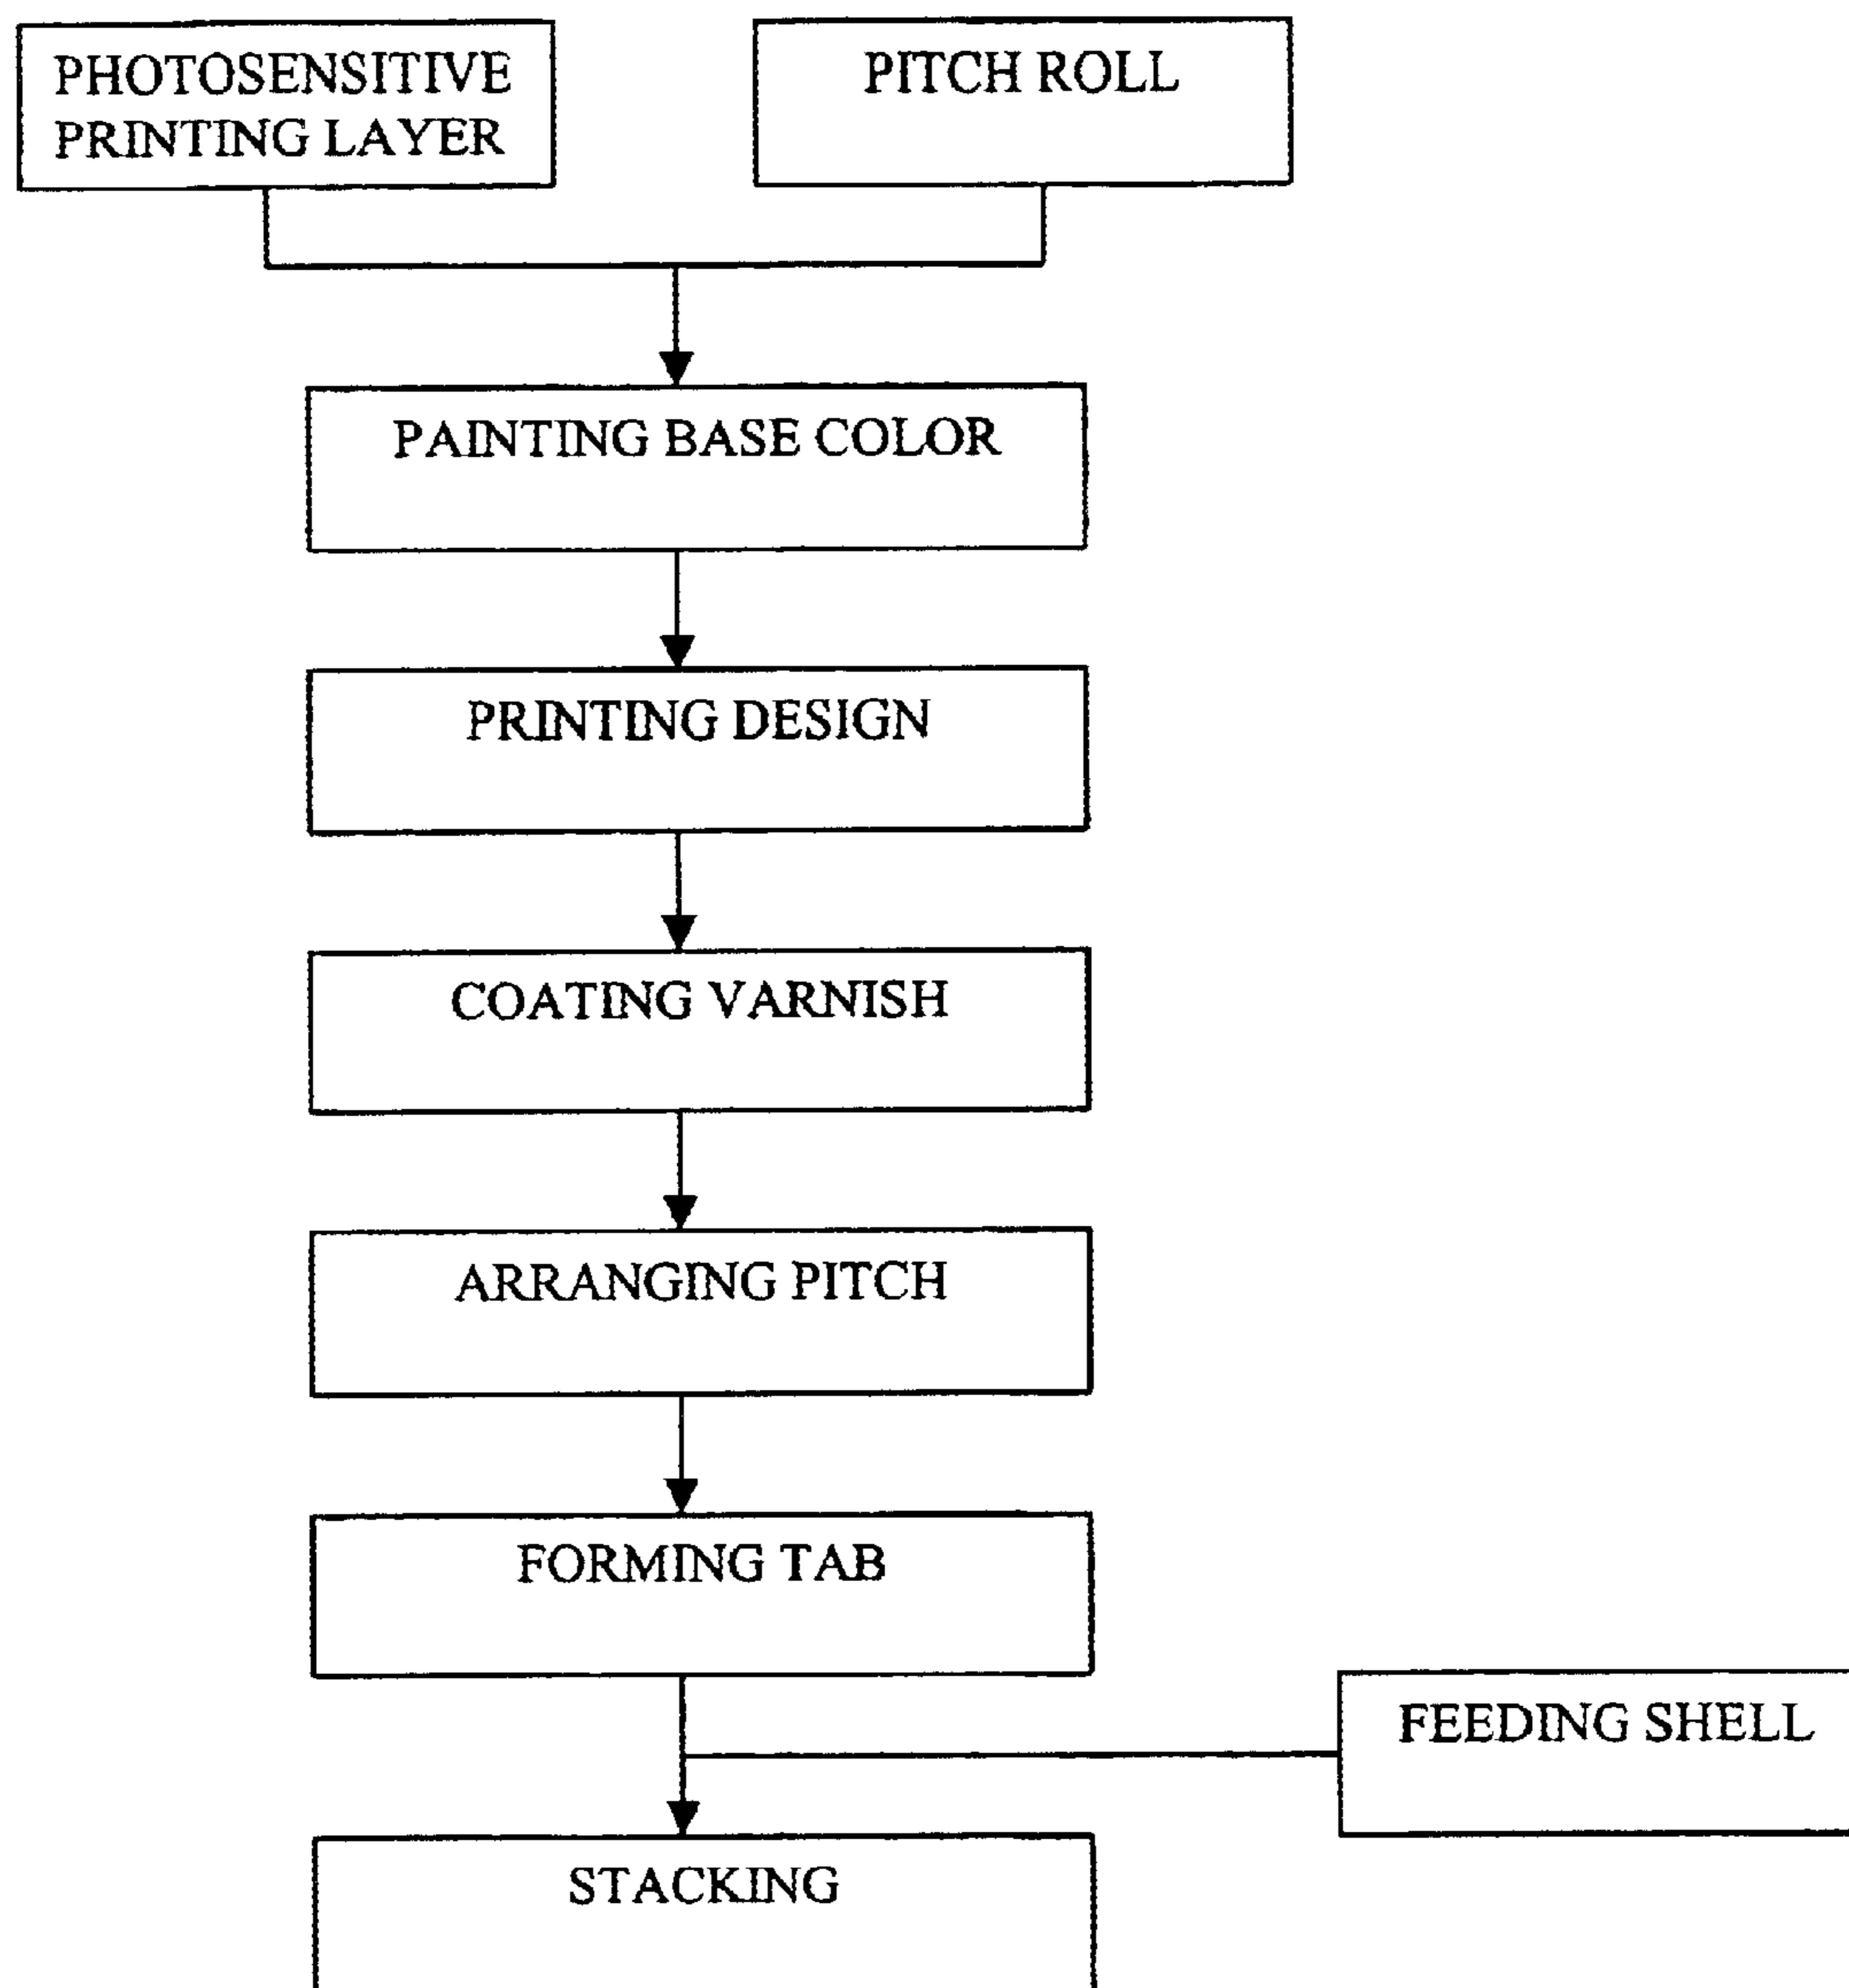 PHOTOSENSITIVE
PRINTING LAYER
PITCH ROLL
PAINTING BASE COLOR
PRINTING DESIGN
COATING VARNISH
ARRANGING PITCH
FORMING TAB
FEEDING SHELL
STACKING